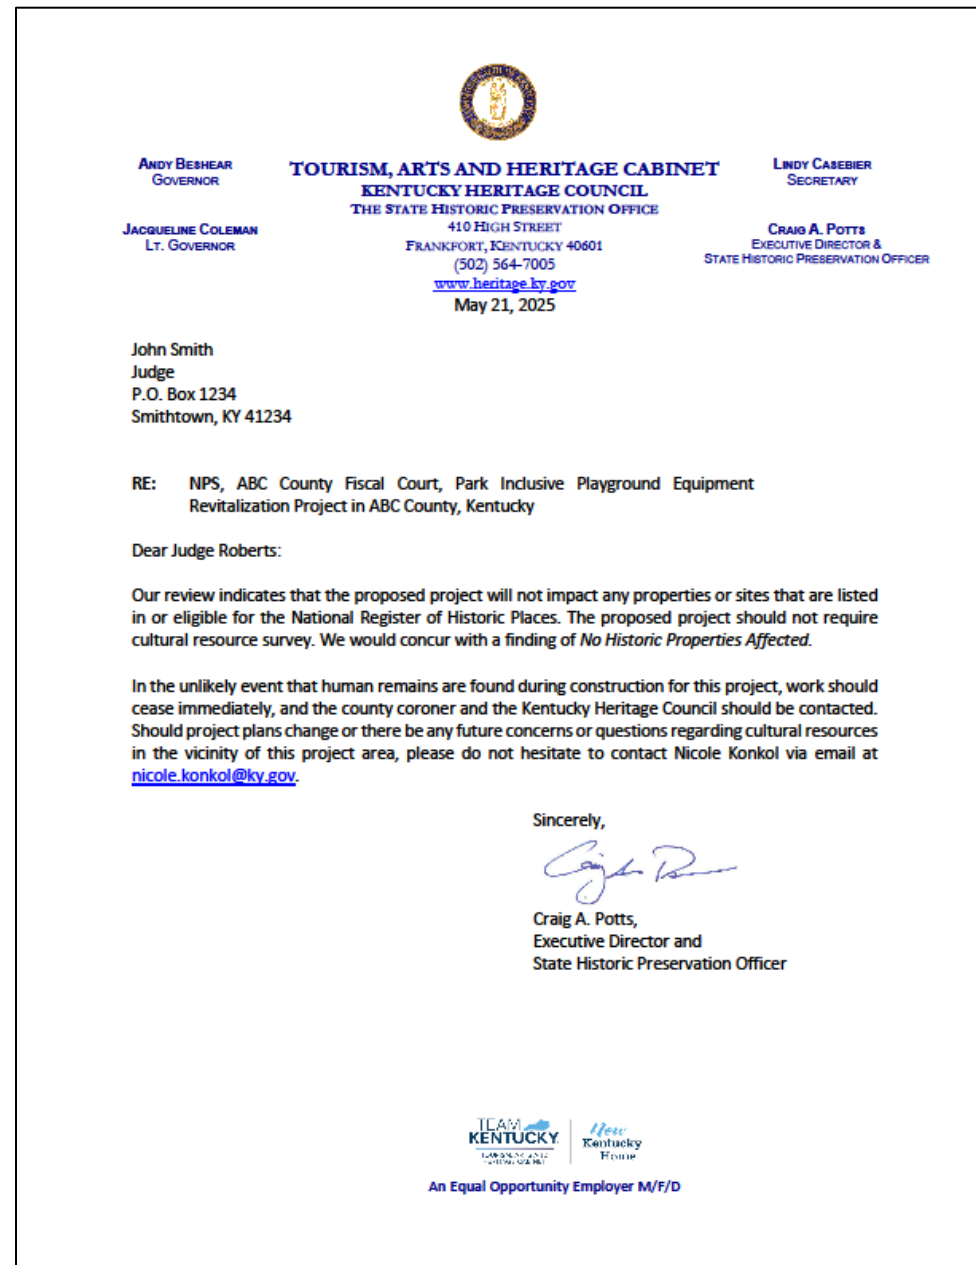 ANDY BESHEAR
GOVERNOR
JACQUELINE COLEMAN
LT. GOVERNOR
TOURISM, ARTS AND HERITAGE CABINET
KENTUCKY HERITAGE COUNCIL
THE STATE HISTORIC PRESERVATION OFFICE
410 HIGH STREET
FRANKFORT, KENTUCKY 40601
(502) 564-7005
www.heritage.ky.gov
LINDY CASEBIER
SECRETARY
CRAIG A. POTTS
EXECUTIVE DIRECTOR &
STATE HISTORIC PRESERVATION OFFICER
May 21, 2025
John Smith
Judge
P.O. Box 1234
Smithtown, KY 41234
RE: NPS, ABC County Fiscal Court, Park Inclusive Playground Equipment
Revitalization Project in ABC County, Kentucky
Dear Judge Roberts:
Our review indicates that the proposed project will not impact any properties or sites that are listed
in or eligible for the National Register of Historic Places. The proposed project should not require
cultural resource survey. We would concur with a finding of No Historic Properties Affected.
In the unlikely event that human remains are found during construction for this project, work should
cease immediately, and the county coroner and the Kentucky Heritage Council should be contacted.
Should project plans change or there be any future concerns or questions regarding cultural resources
in the vicinity of this project area, please do not hesitate to contact Nicole Konkol via email at
nicole.konkol@ky.gov.
Sincerely,
Craig A. Potts,
Executive Director and
State Historic Preservation Officer
TEAM
KENTUCKY
TOURISM, ARTS AND
HERITAGE CABINET
New
Kentucky
Home
An Equal Opportunity Employer M/F/D